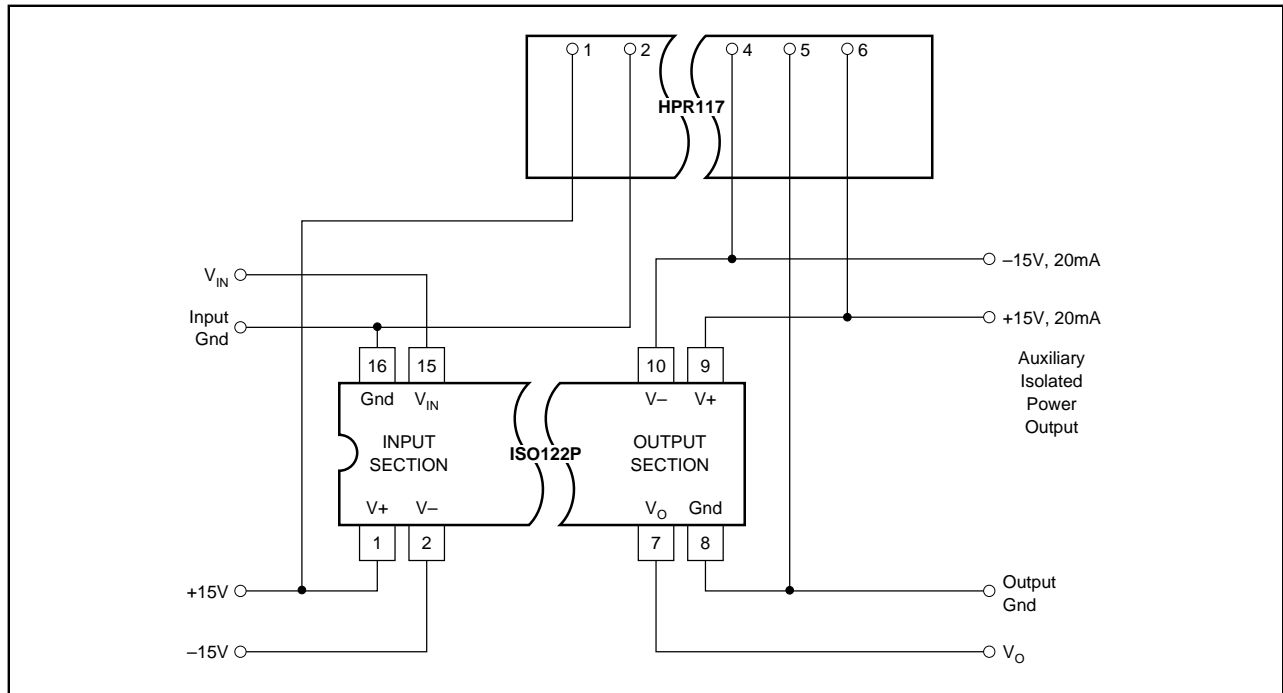 1 2 4 5 6
HPR117
V_IN
–15V, 20mA
Input
Gnd
+15V, 20mA
16 15 10 9
Auxiliary
Isolated
Power
Output
Gnd V_IN V– V+
INPUT
SECTION
ISO122P
OUTPUT
SECTION
V+ V– V_O Gnd
1 2 7 8
+15V
Output
Gnd
–15V
V_O